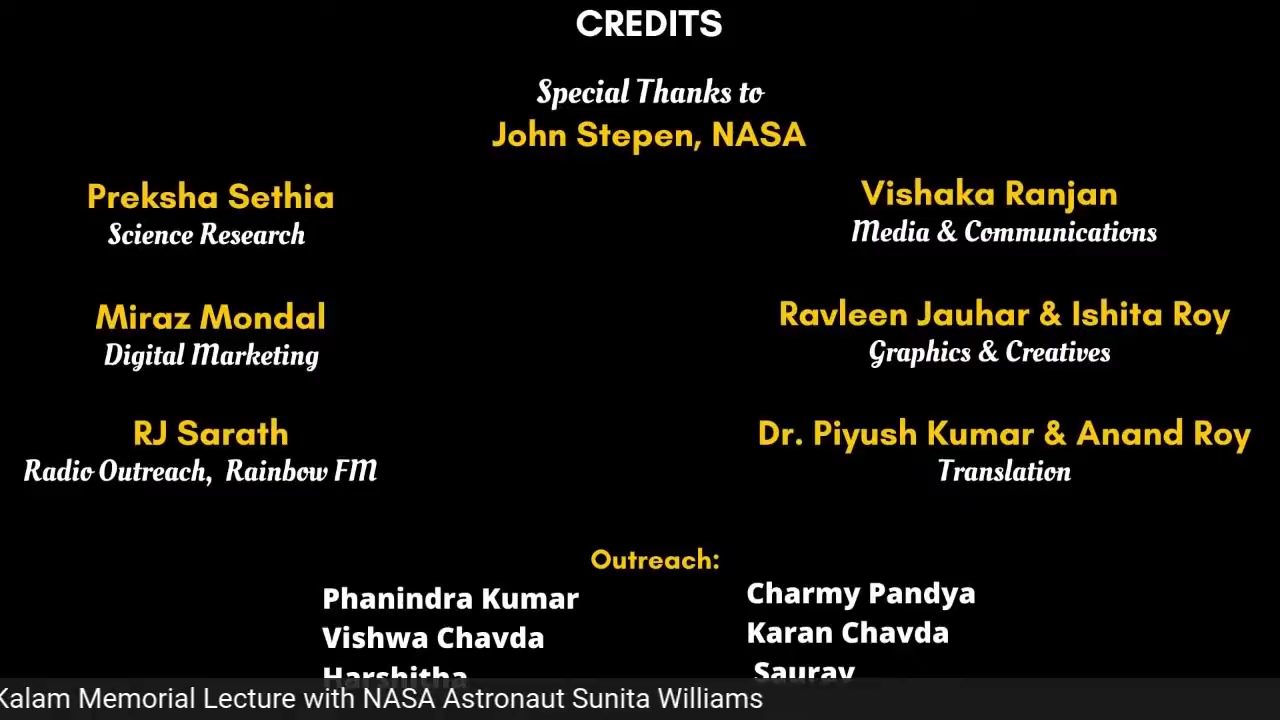 CREDITS
Special Thanks to
John Stepen, NASA
Preksha Sethia
Science Research
Vishaka Ranjan
Media & Communications
Miraz Mondal
Digital Marketing
Ravleen Jauhar & Ishita Roy
Graphics & Creatives
RJ Sarath
Radio Outreach, Rainbow FM
Dr. Piyush Kumar & Anand Roy
Translation
Outreach:
Phanindra Kumar
Vishwa Chavda
Harshitha
Charmy Pandya
Karan Chavda
Saurav
Kalam Memorial Lecture with NASA Astronaut Sunita Williams